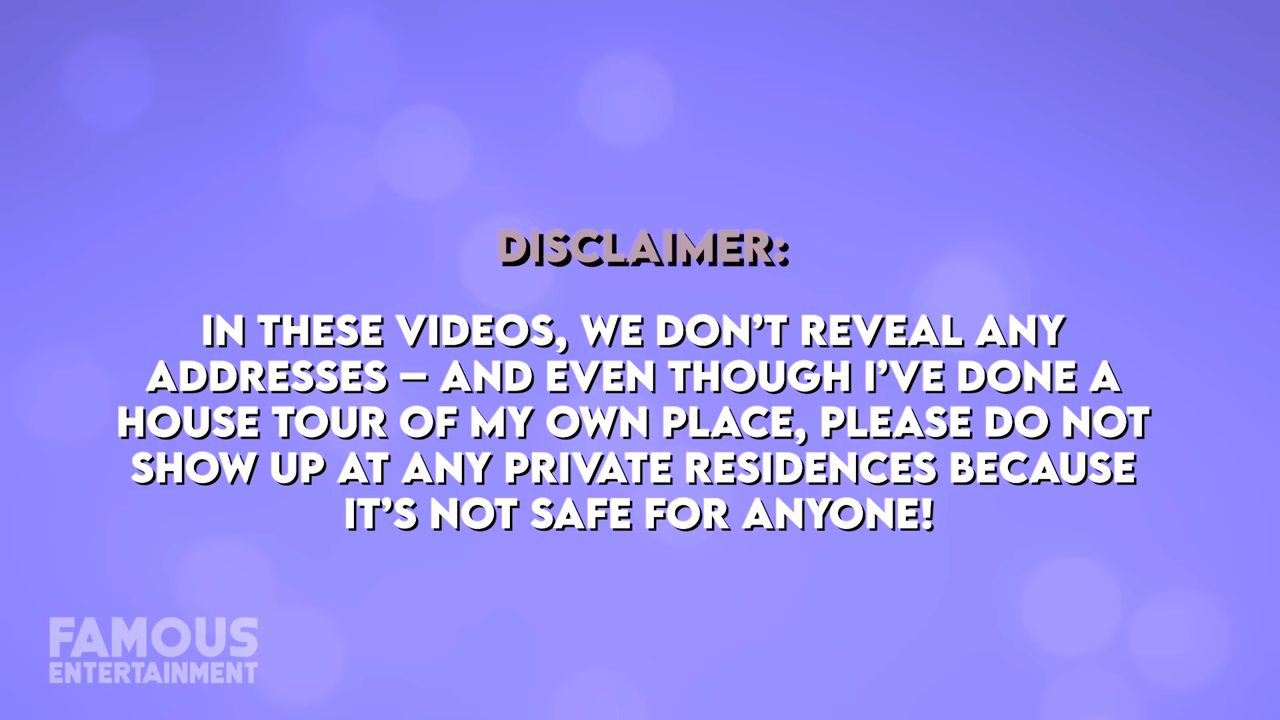 DISCLAIMER:
IN THESE VIDEOS, WE DON’T REVEAL ANY
ADDRESSES – AND EVEN THOUGH I’VE DONE A
HOUSE TOUR OF MY OWN PLACE, PLEASE DO NOT
SHOW UP AT ANY PRIVATE RESIDENCES BECAUSE
IT’S NOT SAFE FOR ANYONE!
FAMOUS
ENTERTAINMENT